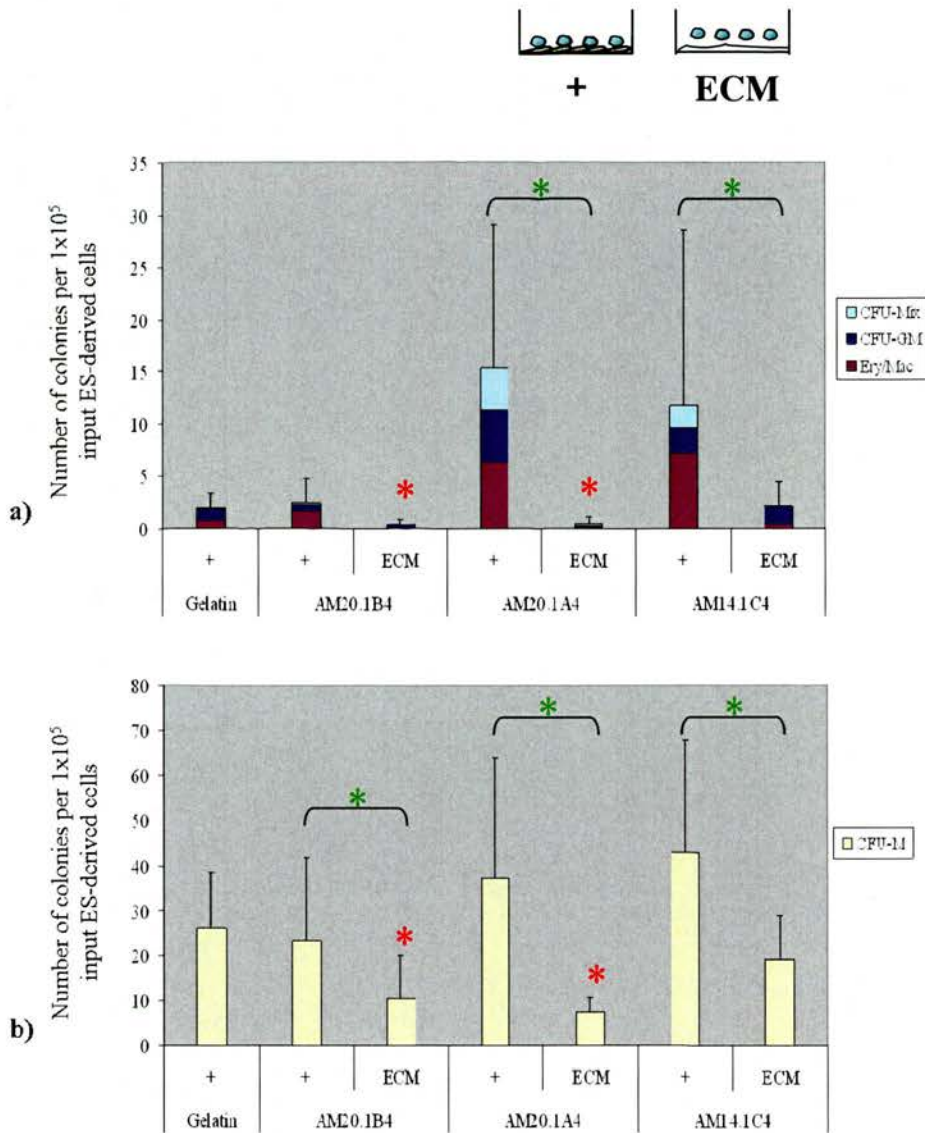 + ECM
35
30
25
20
15
10
5
0
Number of colonies per 1x10⁵
input ES-derived cells
a)
* *
* *
CFU-Mix
CFU-GM
Ery/Mac
+ + ECM + ECM + ECM
Gelatin AM20.1B4 AM20.1A4 AM14.1C4
80
70
60
50
40
30
20
10
0
Number of colonies per 1x10⁵
input ES-derived cells
b)
* * *
* *
CFU-M
+ + ECM + ECM + ECM
Gelatin AM20.1B4 AM20.1A4 AM14.1C4